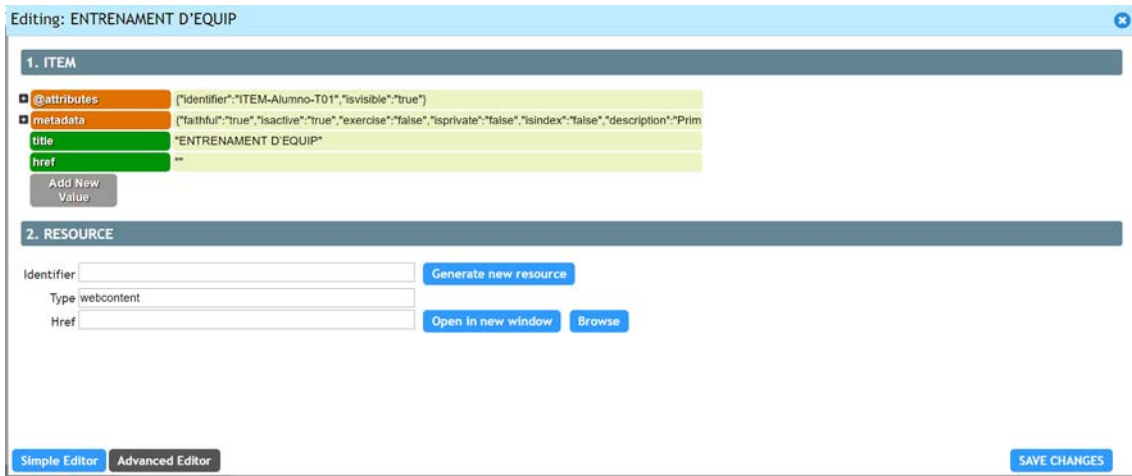 Editing: ENTRENAMENT D'EQUIP
1. ITEM
@attributes {"identifier":"ITEM-Alumno-T01","isvisible":"true"}
metadata {"faithful":"true","isactive":"true","exercise":"false","isprivate":"false","isindex":"false","description":"Prim
title "ENTRENAMENT D'EQUIP"
href ""
Add New
Value
2. RESOURCE
Identifier Generate new resource
Type webcontent
Href Open in new window Browse
Simple Editor Advanced Editor SAVE CHANGES